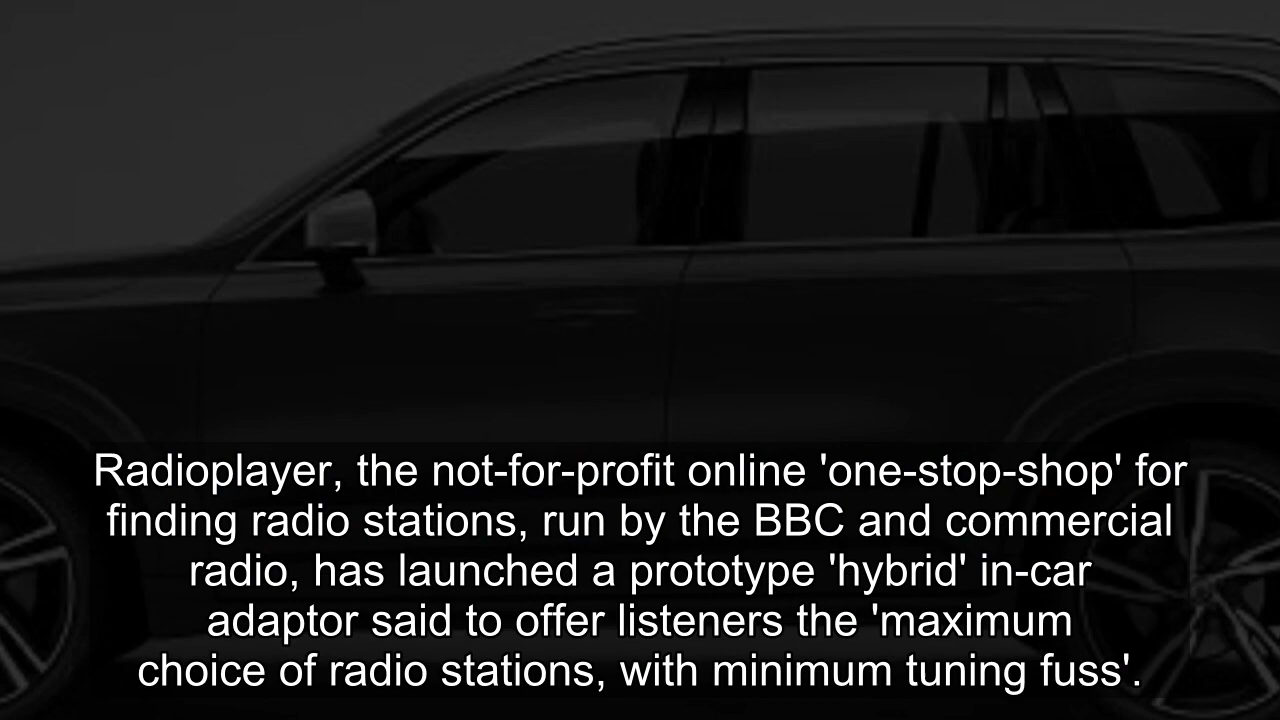 Radioplayer, the not-for-profit online 'one-stop-shop' for
finding radio stations, run by the BBC and commercial
radio, has launched a prototype 'hybrid' in-car
adaptor said to offer listeners the 'maximum
choice of radio stations, with minimum tuning fuss'.